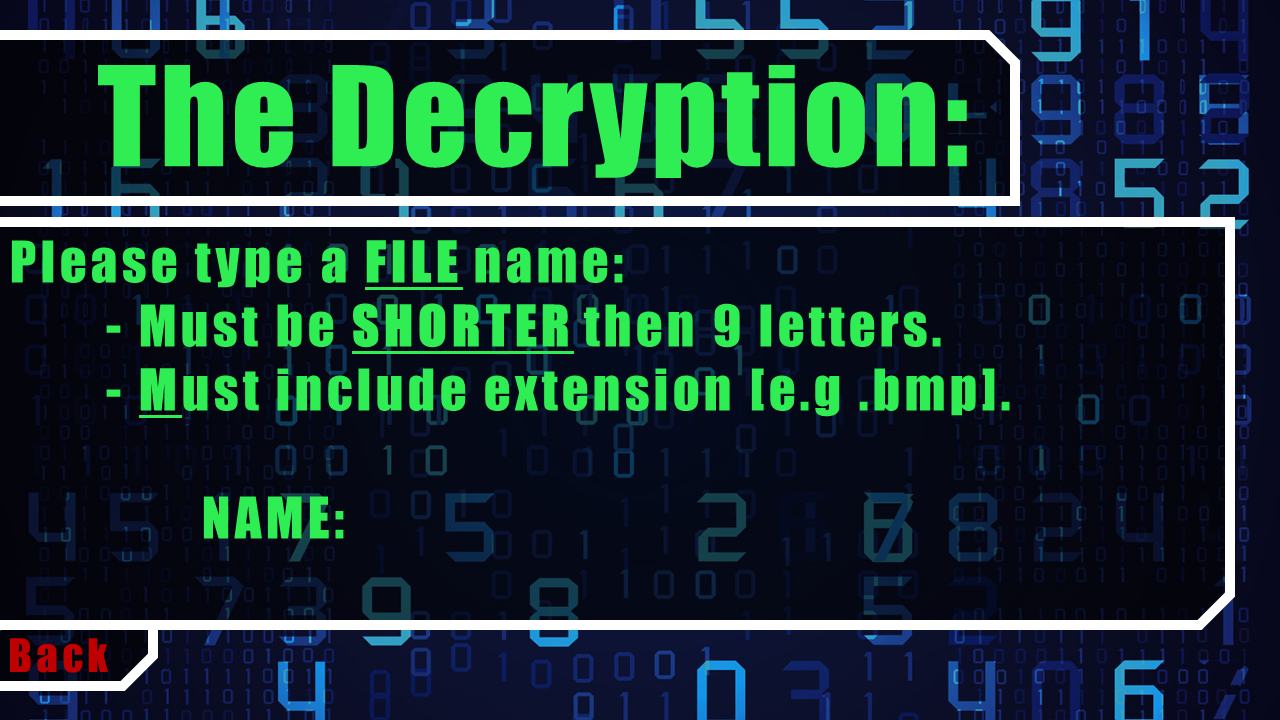 The Decryption:
Please type a FILE name:
- Must be SHORTER then 9 letters.
- Must include extension [e.g .bmp].
NAME:
Back